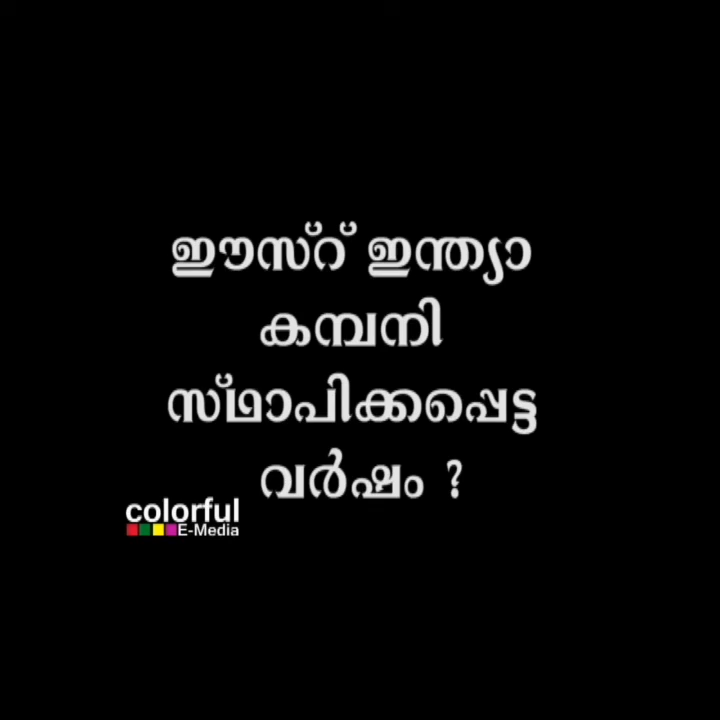 ഈസ്റ് ഇന്ത്യാ
കമ്പനി
സ്ഥാപിക്കപ്പെട്ട
വർഷം ?
colorful
E-Media